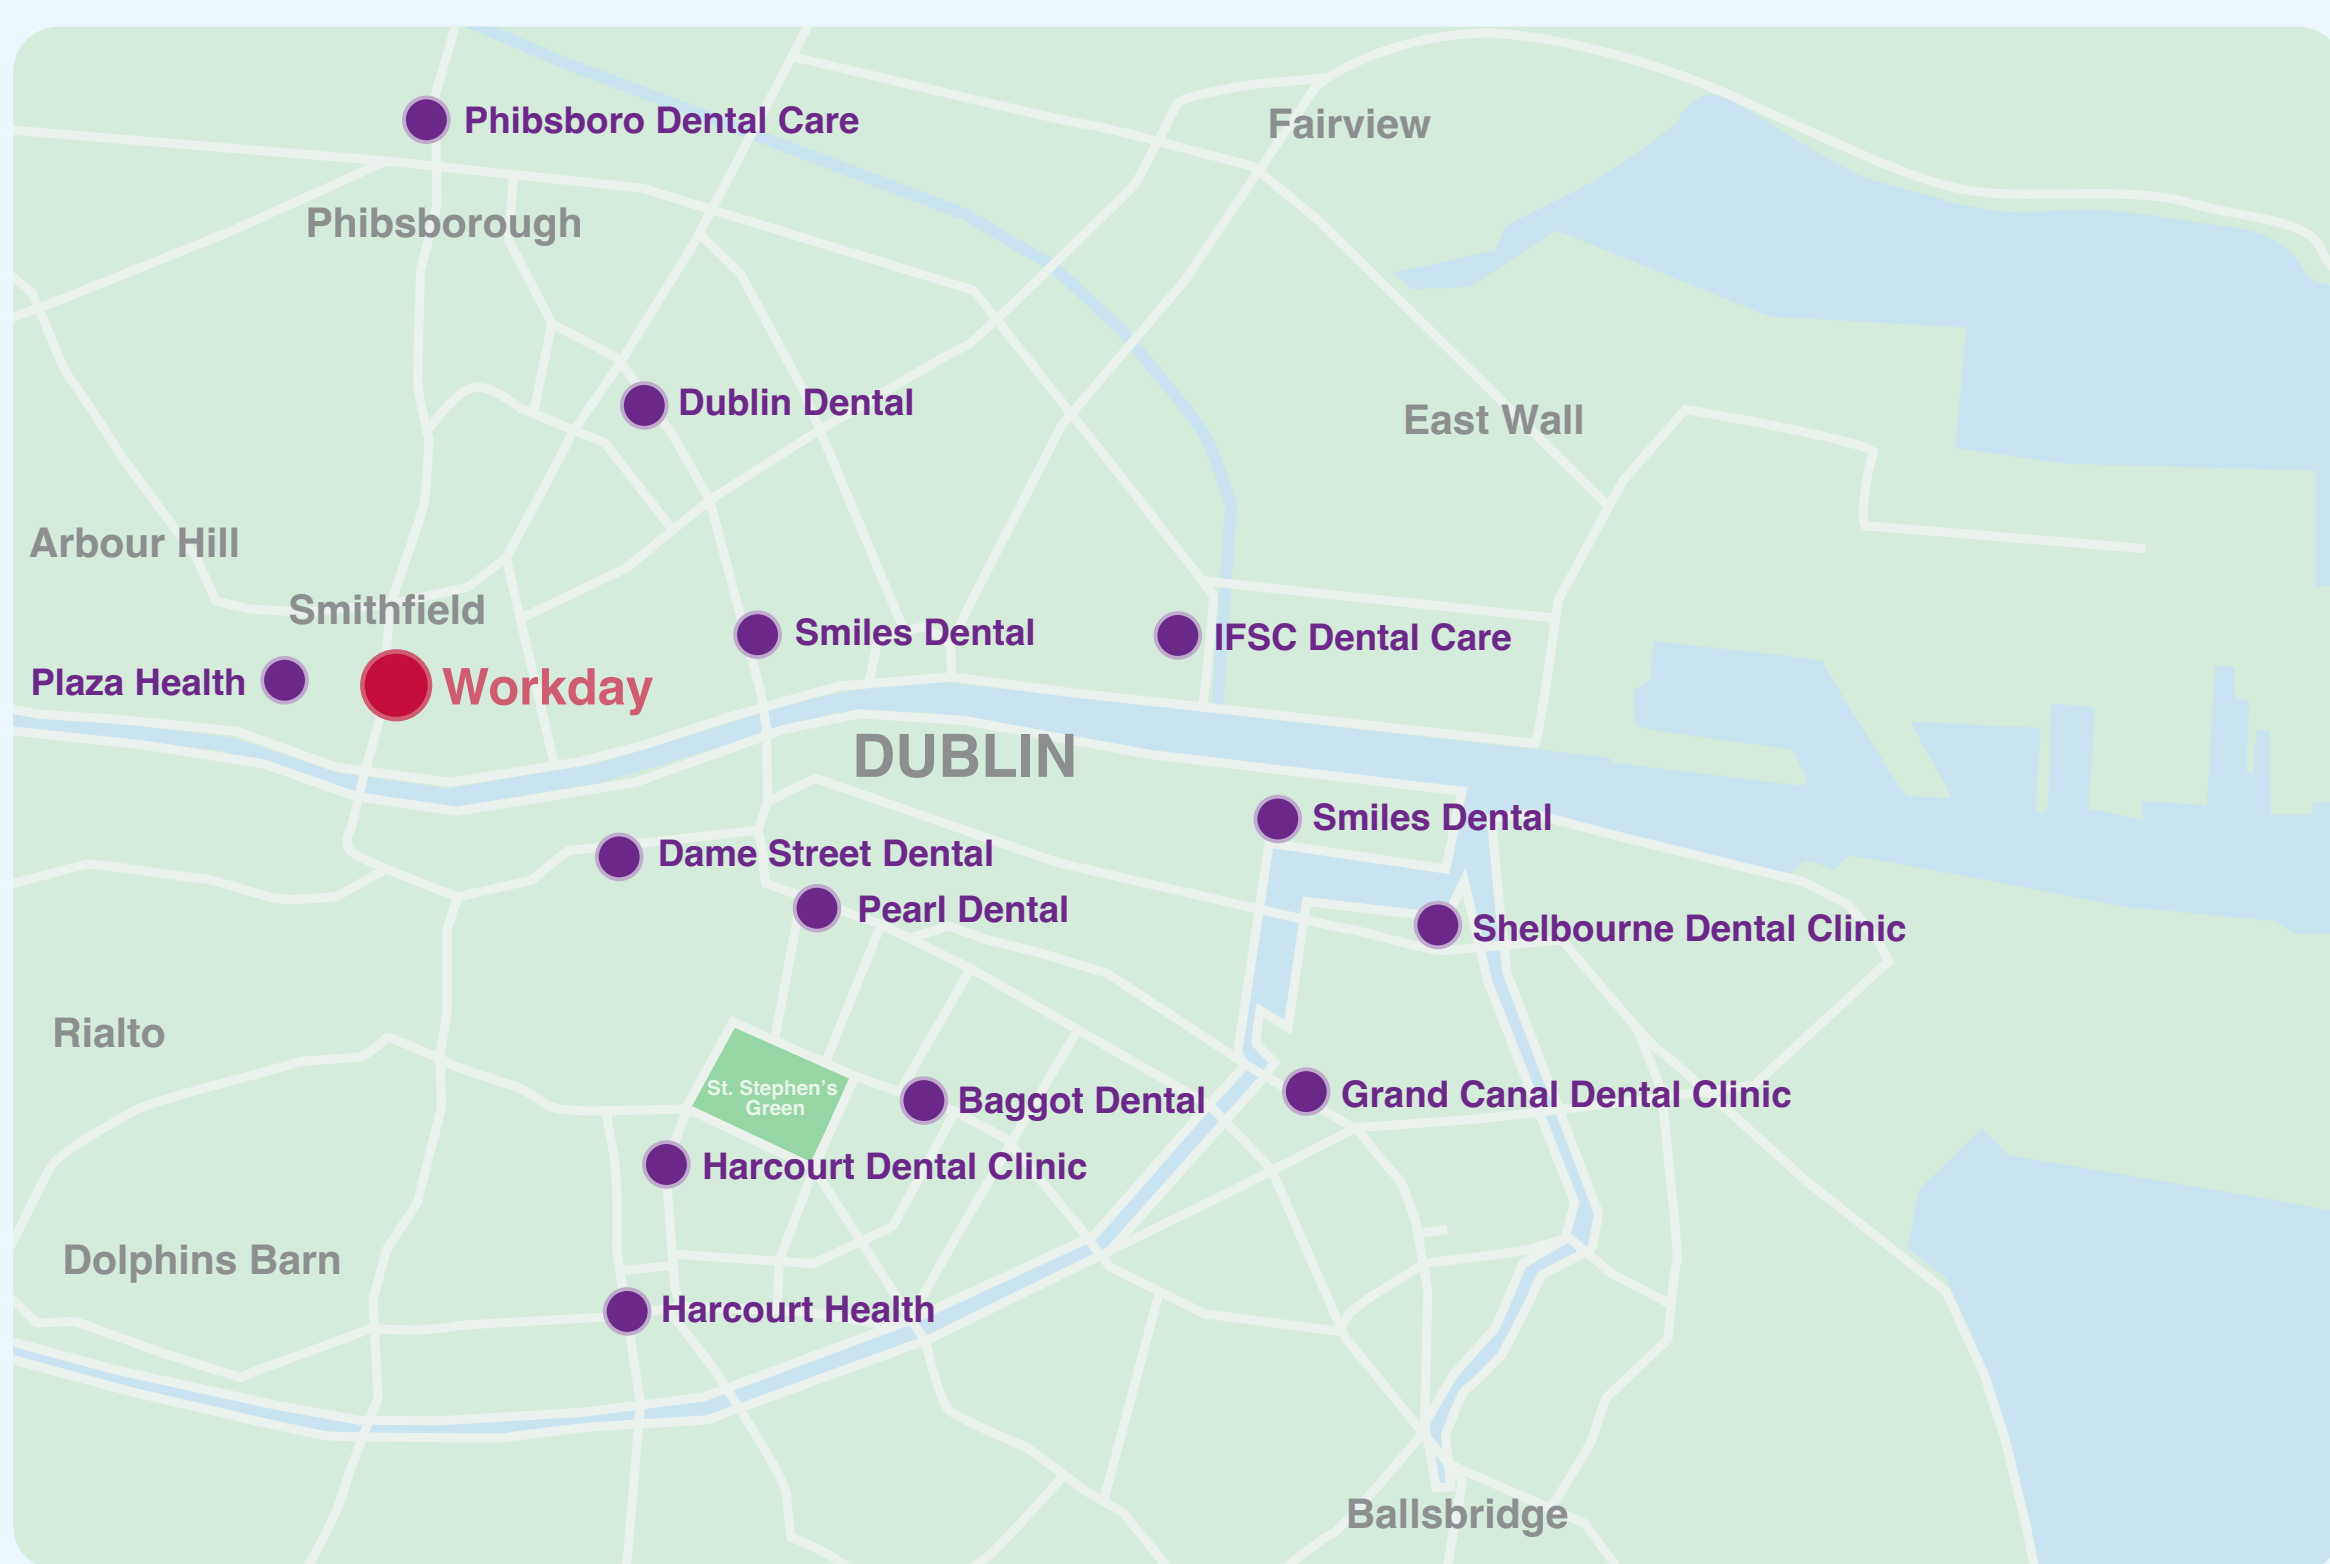 Phibsboro Dental Care
Fairview
Phibsborough
Dublin Dental
East Wall
Arbour Hill
Smithfield
Smiles Dental
IFSC Dental Care
Plaza Health
Workday
DUBLIN
Smiles Dental
Dame Street Dental
Pearl Dental
Shelbourne Dental Clinic
Rialto
St. Stephen's
Green
Baggot Dental
Grand Canal Dental Clinic
Harcourt Dental Clinic
Dolphins Barn
Harcourt Health
Ballsbridge